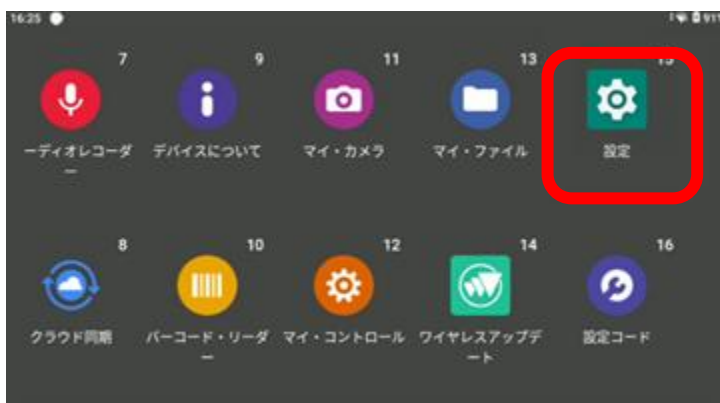 16:25
7 9 11 13 15
ーディオレコーダ デバイスについて マイ・カメラ マイ・ファイル 設定
ー
8 10 12 14 16
クラウド同期 バーコード・リーダ マイ・コントロール ワイヤレスアップデ 設定コード
ー ート